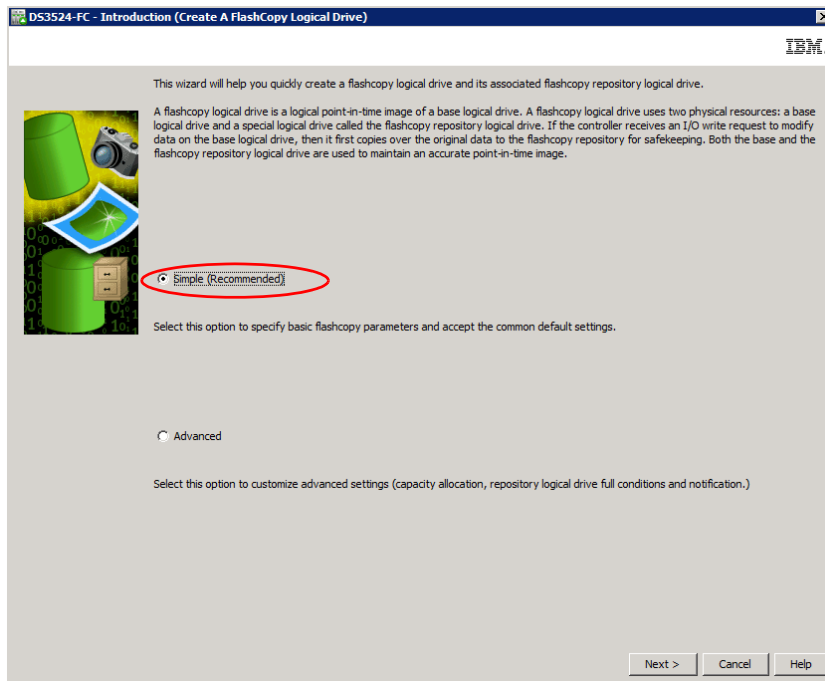 DS3524-FC - Introduction (Create A FlashCopy Logical Drive)
IBM.
This wizard will help you quickly create a flashcopy logical drive and its associated flashcopy repository logical drive.
A flashcopy logical drive is a logical point-in-time image of a base logical drive. A flashcopy logical drive uses two physical resources: a base
logical drive and a special logical drive called the flashcopy repository logical drive. If the controller receives an I/O write request to modify
data on the base logical drive, then it first copies over the original data to the flashcopy repository for safekeeping. Both the base and the
flashcopy repository logical drive are used to maintain an accurate point-in-time image.
Simple (Recommended)
Select this option to specify basic flashcopy parameters and accept the common default settings.
Advanced
Select this option to customize advanced settings (capacity allocation, repository logical drive full conditions and notification.)
Next > Cancel Help